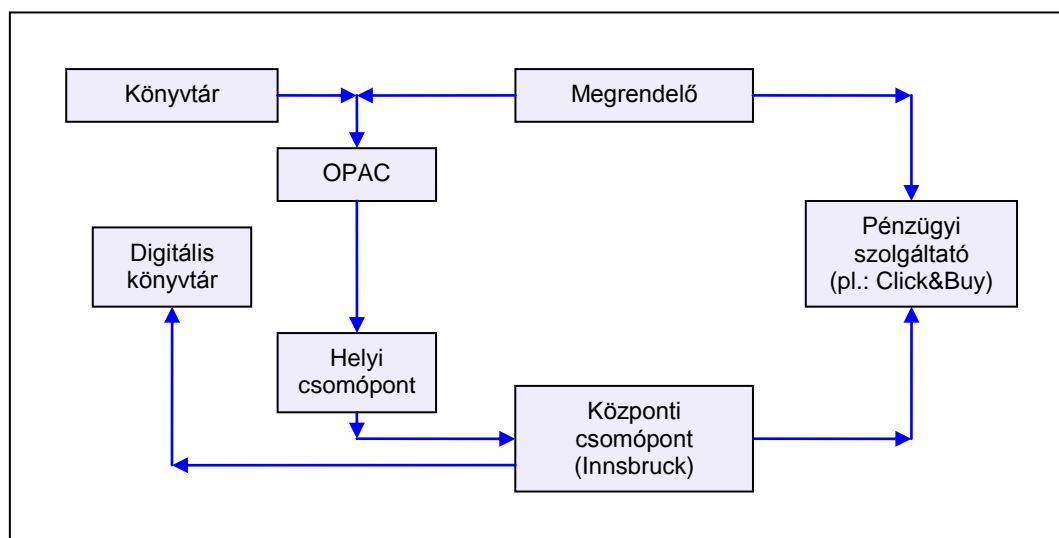 Könyvtár
Megrendelő
OPAC
Digitális
könyvtár
Pénzügyi
szolgáltató
(pl.: Click&Buy)
Helyi
csomópont
Központi
csomópont
(Innsbruck)